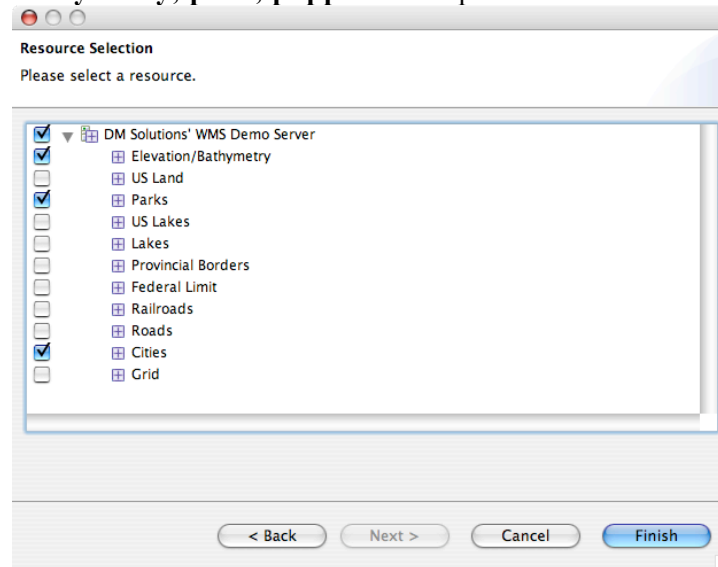 Resource Selection
Please select a resource.
DM Solutions' WMS Demo Server
Elevation/Bathymetry
US Land
Parks
US Lakes
Lakes
Provincial Borders
Federal Limit
Railroads
Roads
Cities
Grid
< Back Next > Cancel Finish